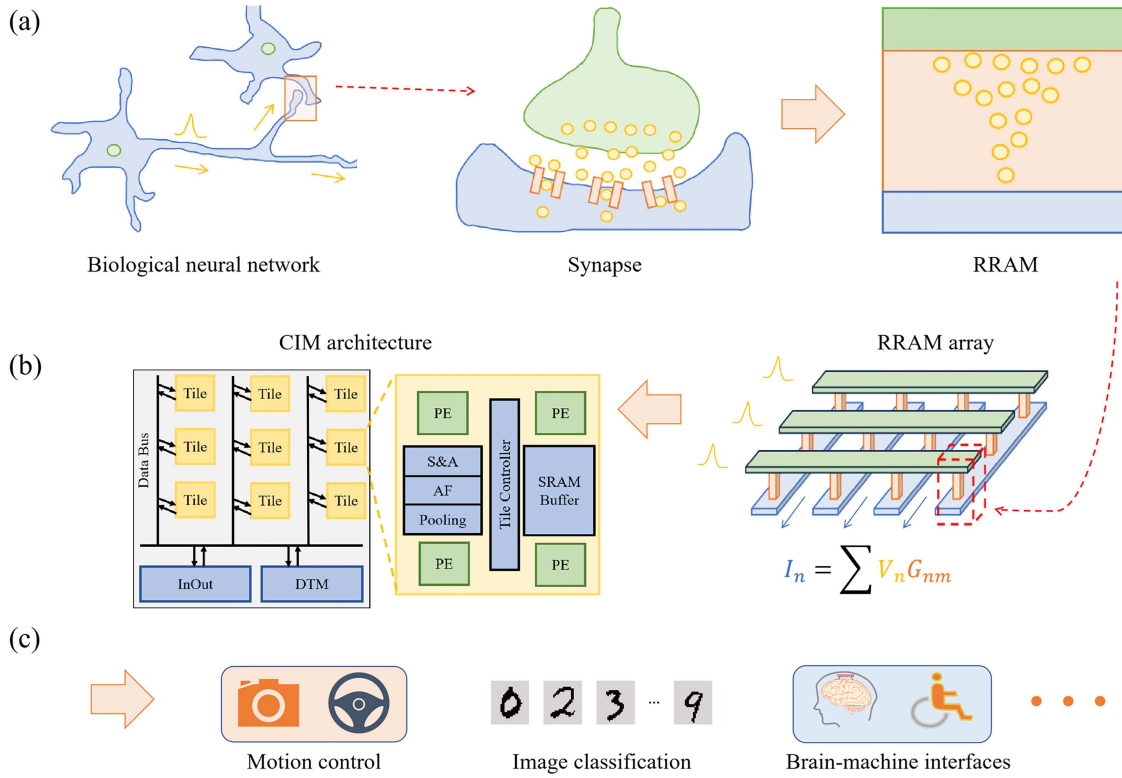 (a)
Biological neural network
Synapse
RRAM
(b)
CIM architecture
RRAM array
Data Bus
Tile
Tile
Tile
Tile
Tile
Tile
Tile
Tile
Tile
InOut
DTM
PE
PE
S&A
AF
Pooling
Tile Controller
SRAM
Buffer
PE
PE
I_n = ∑ V_n G_{nm}
(c)
0 2 3 ... 9
Motion control
Image classification
Brain-machine interfaces